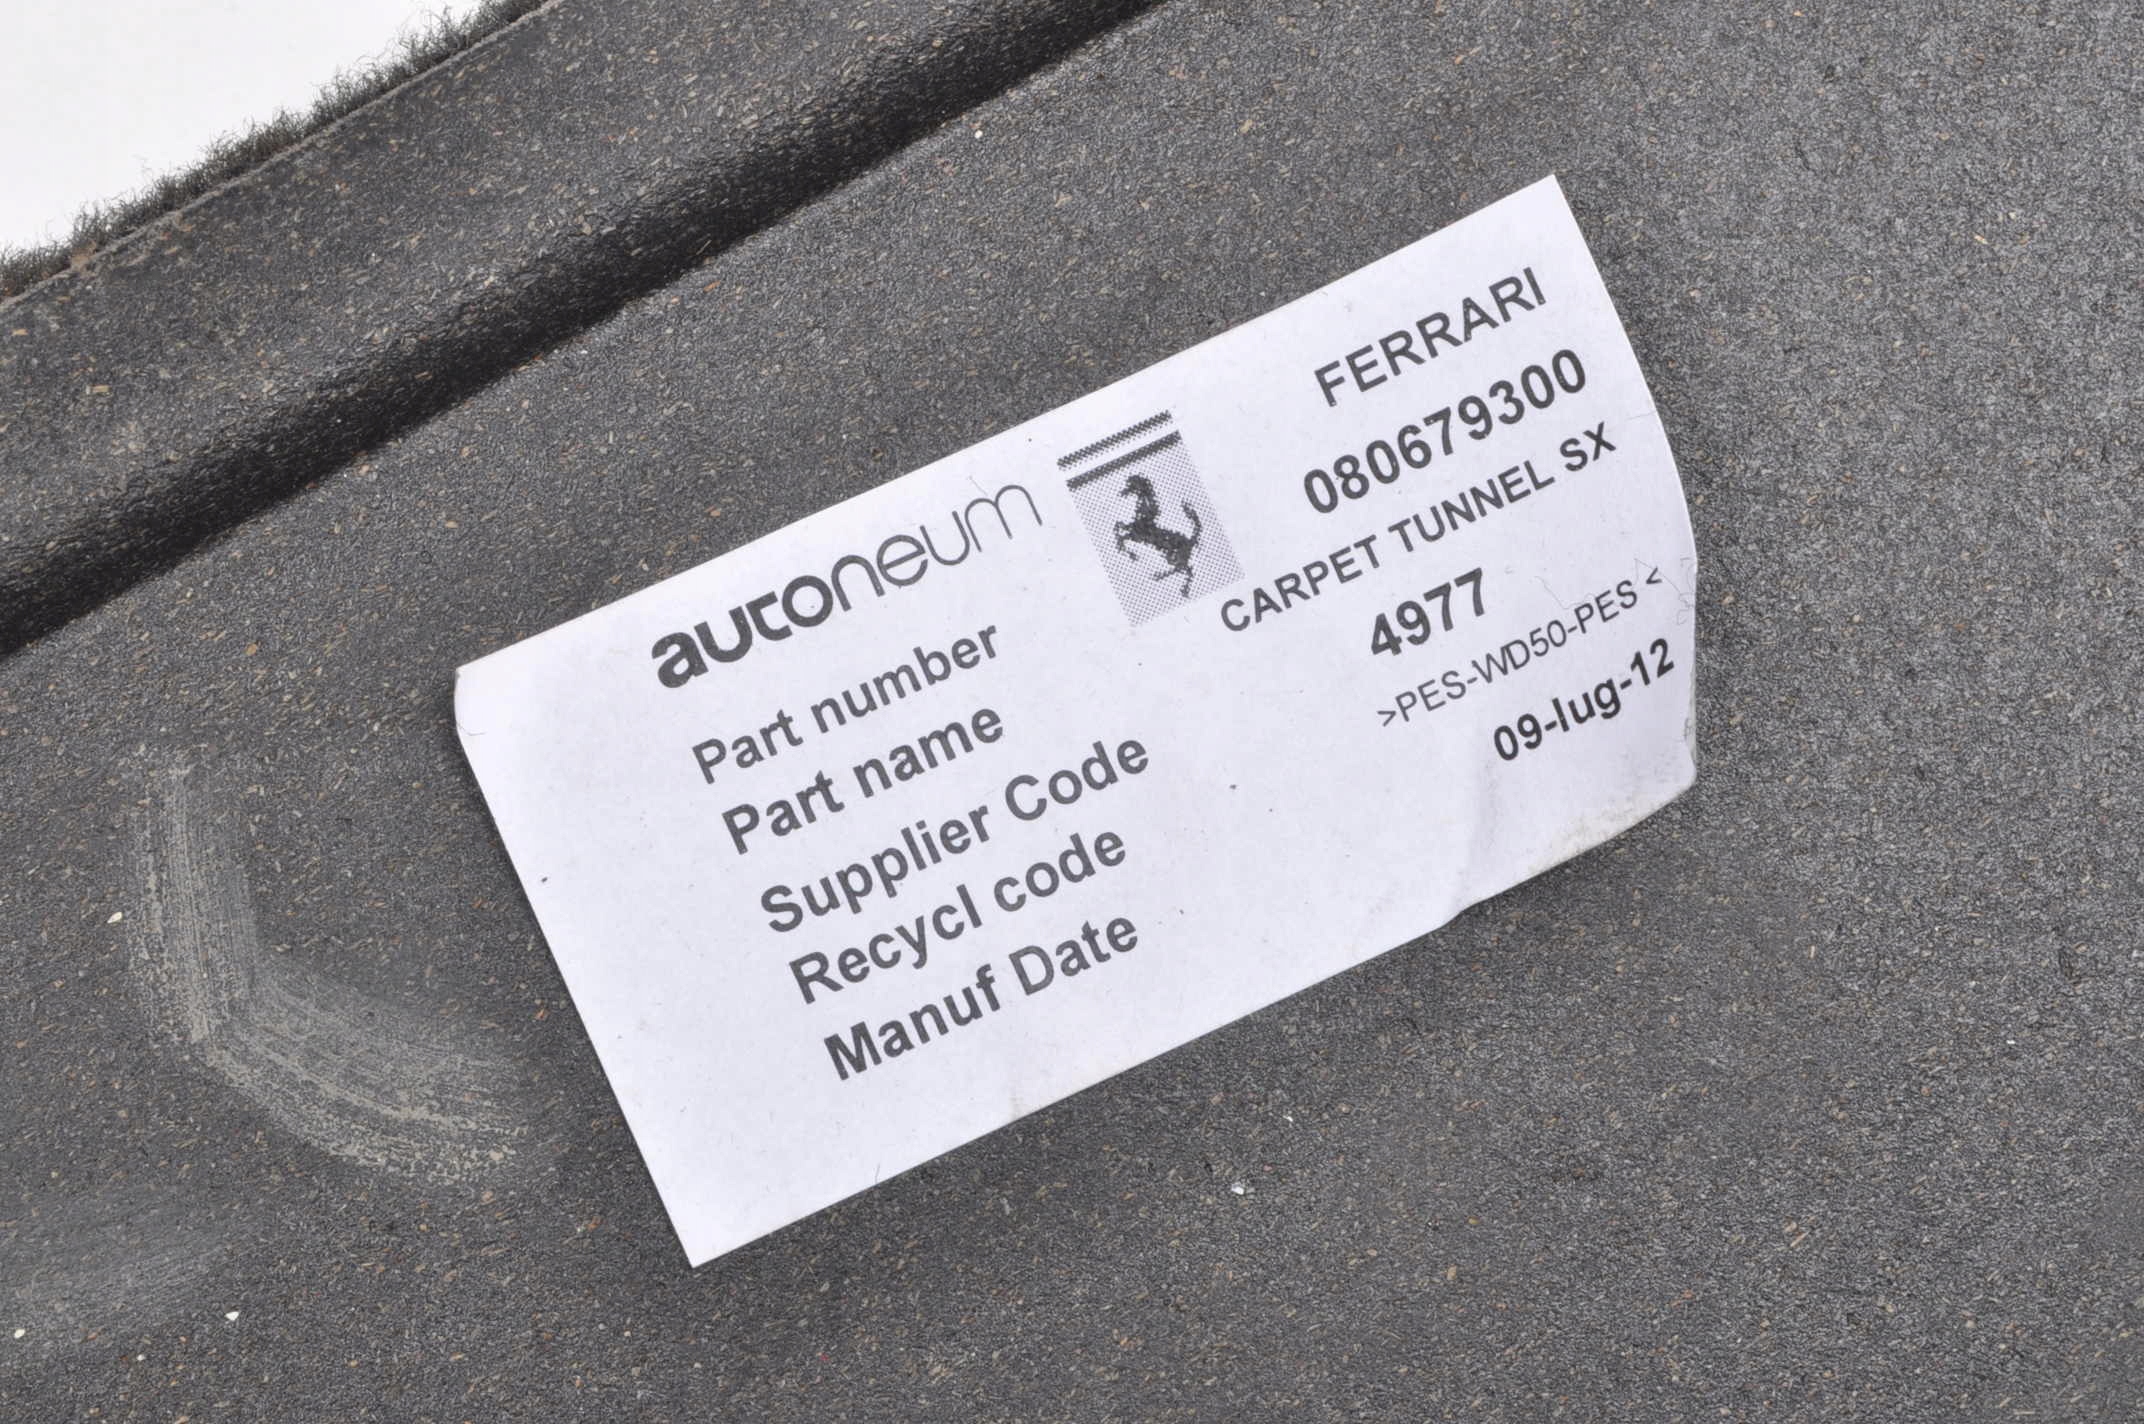 autoneum
FERRARI
Part number 080679300
Part name CARPET TUNNEL SX
Supplier Code 4977
Recycl code >PES-WD50-PES <
Manuf Date 09-lug-12